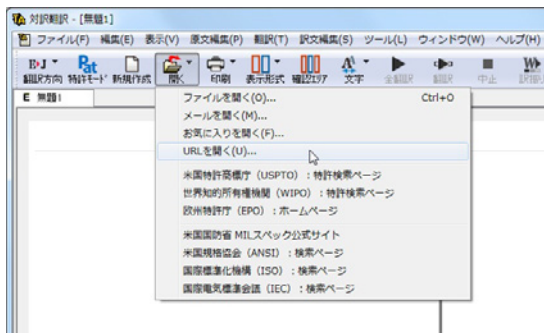 対訳翻訳 - [無題1]
ファイル(F) 編集(E) 表示(V) 原文編集(P) 翻訳(T) 訳文編集(S) ツール(L) ウィンドウ(W) ヘルプ(H)
E▸J Pat
翻訳方向 特許モード 新規作成 開く 印刷 表示形式 確認エリア 文字 全翻訳 翻訳 中止
E 無題1
ファイルを開く(O)... Ctrl+O
メールを開く(M)...
お気に入りを開く(F)...
URLを開く(U)...
米国特許商標庁（USPTO）：特許検索ページ
世界知的所有権機関（WIPO）：特許検索ページ
欧州特許庁（EPO）：ホームページ
米国国防省 MILスペック公式サイト
米国規格協会（ANSI）：検索ページ
国際標準化機構（ISO）：検索ページ
国際電気標準会議（IEC）：検索ページ